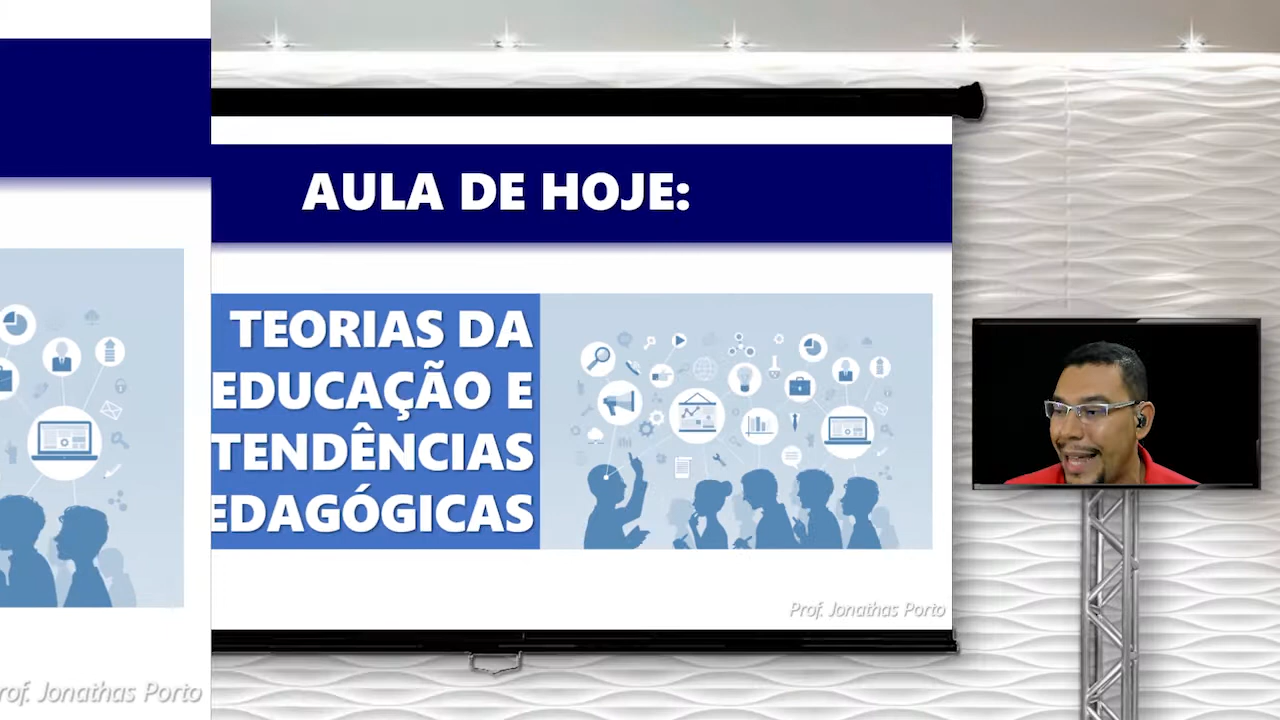 AULA DE HOJE:
TEORIAS DA
EDUCAÇÃO E
TENDÊNCIAS
EDAGÓGICAS
Prof. Jonathas Porto
rof. Jonathas Porto